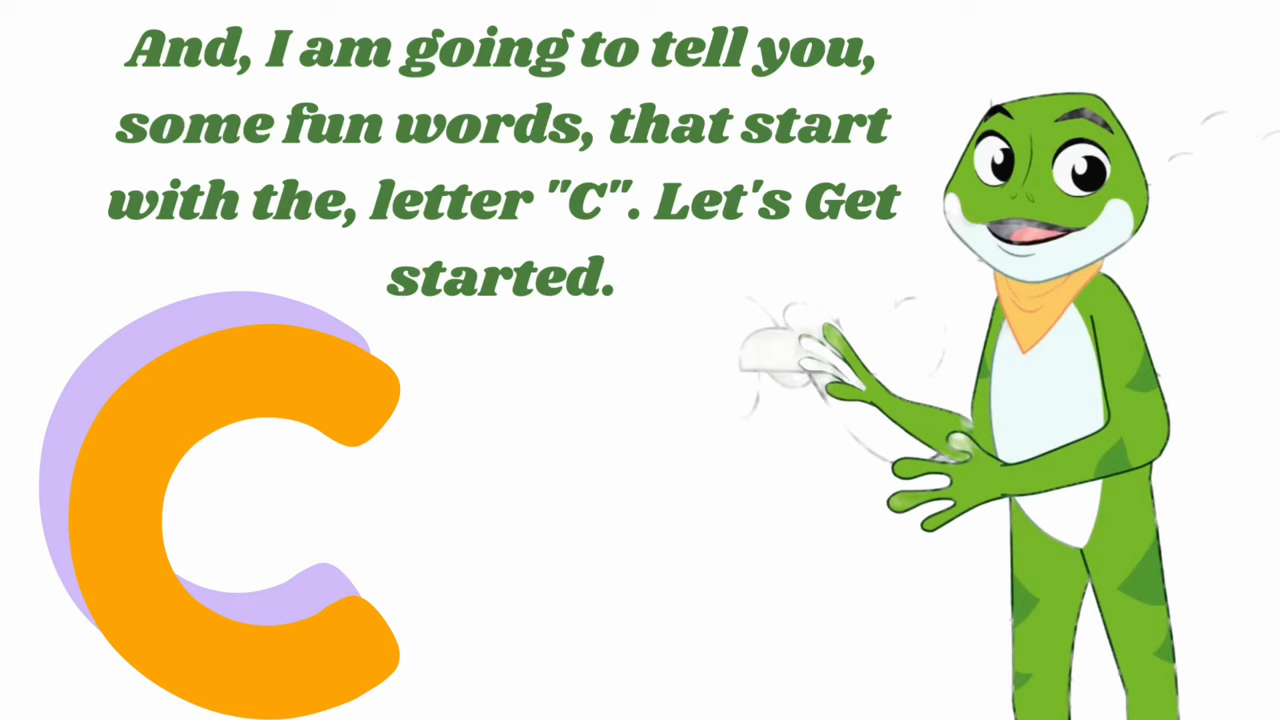 And, I am going to tell you,
some fun words, that start
with the, letter "C". Let's Get
started.
C